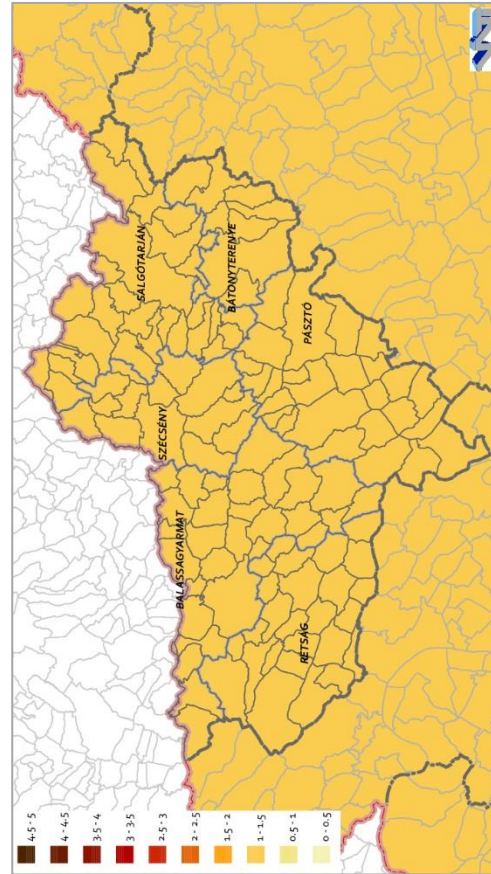 4.5 - 5
4 - 4.5
3.5 - 4
3 - 3.5
2.5 - 3
2 - 2.5
1.5 - 2
1 - 1.5
0.5 - 1
0 - 0.5
SALGÓTARJÁN
BÁTONYTERENYE
PÁSZTÓ
SZÉCSÉNY
BALASSAGYARMAT
RÉTSÁG